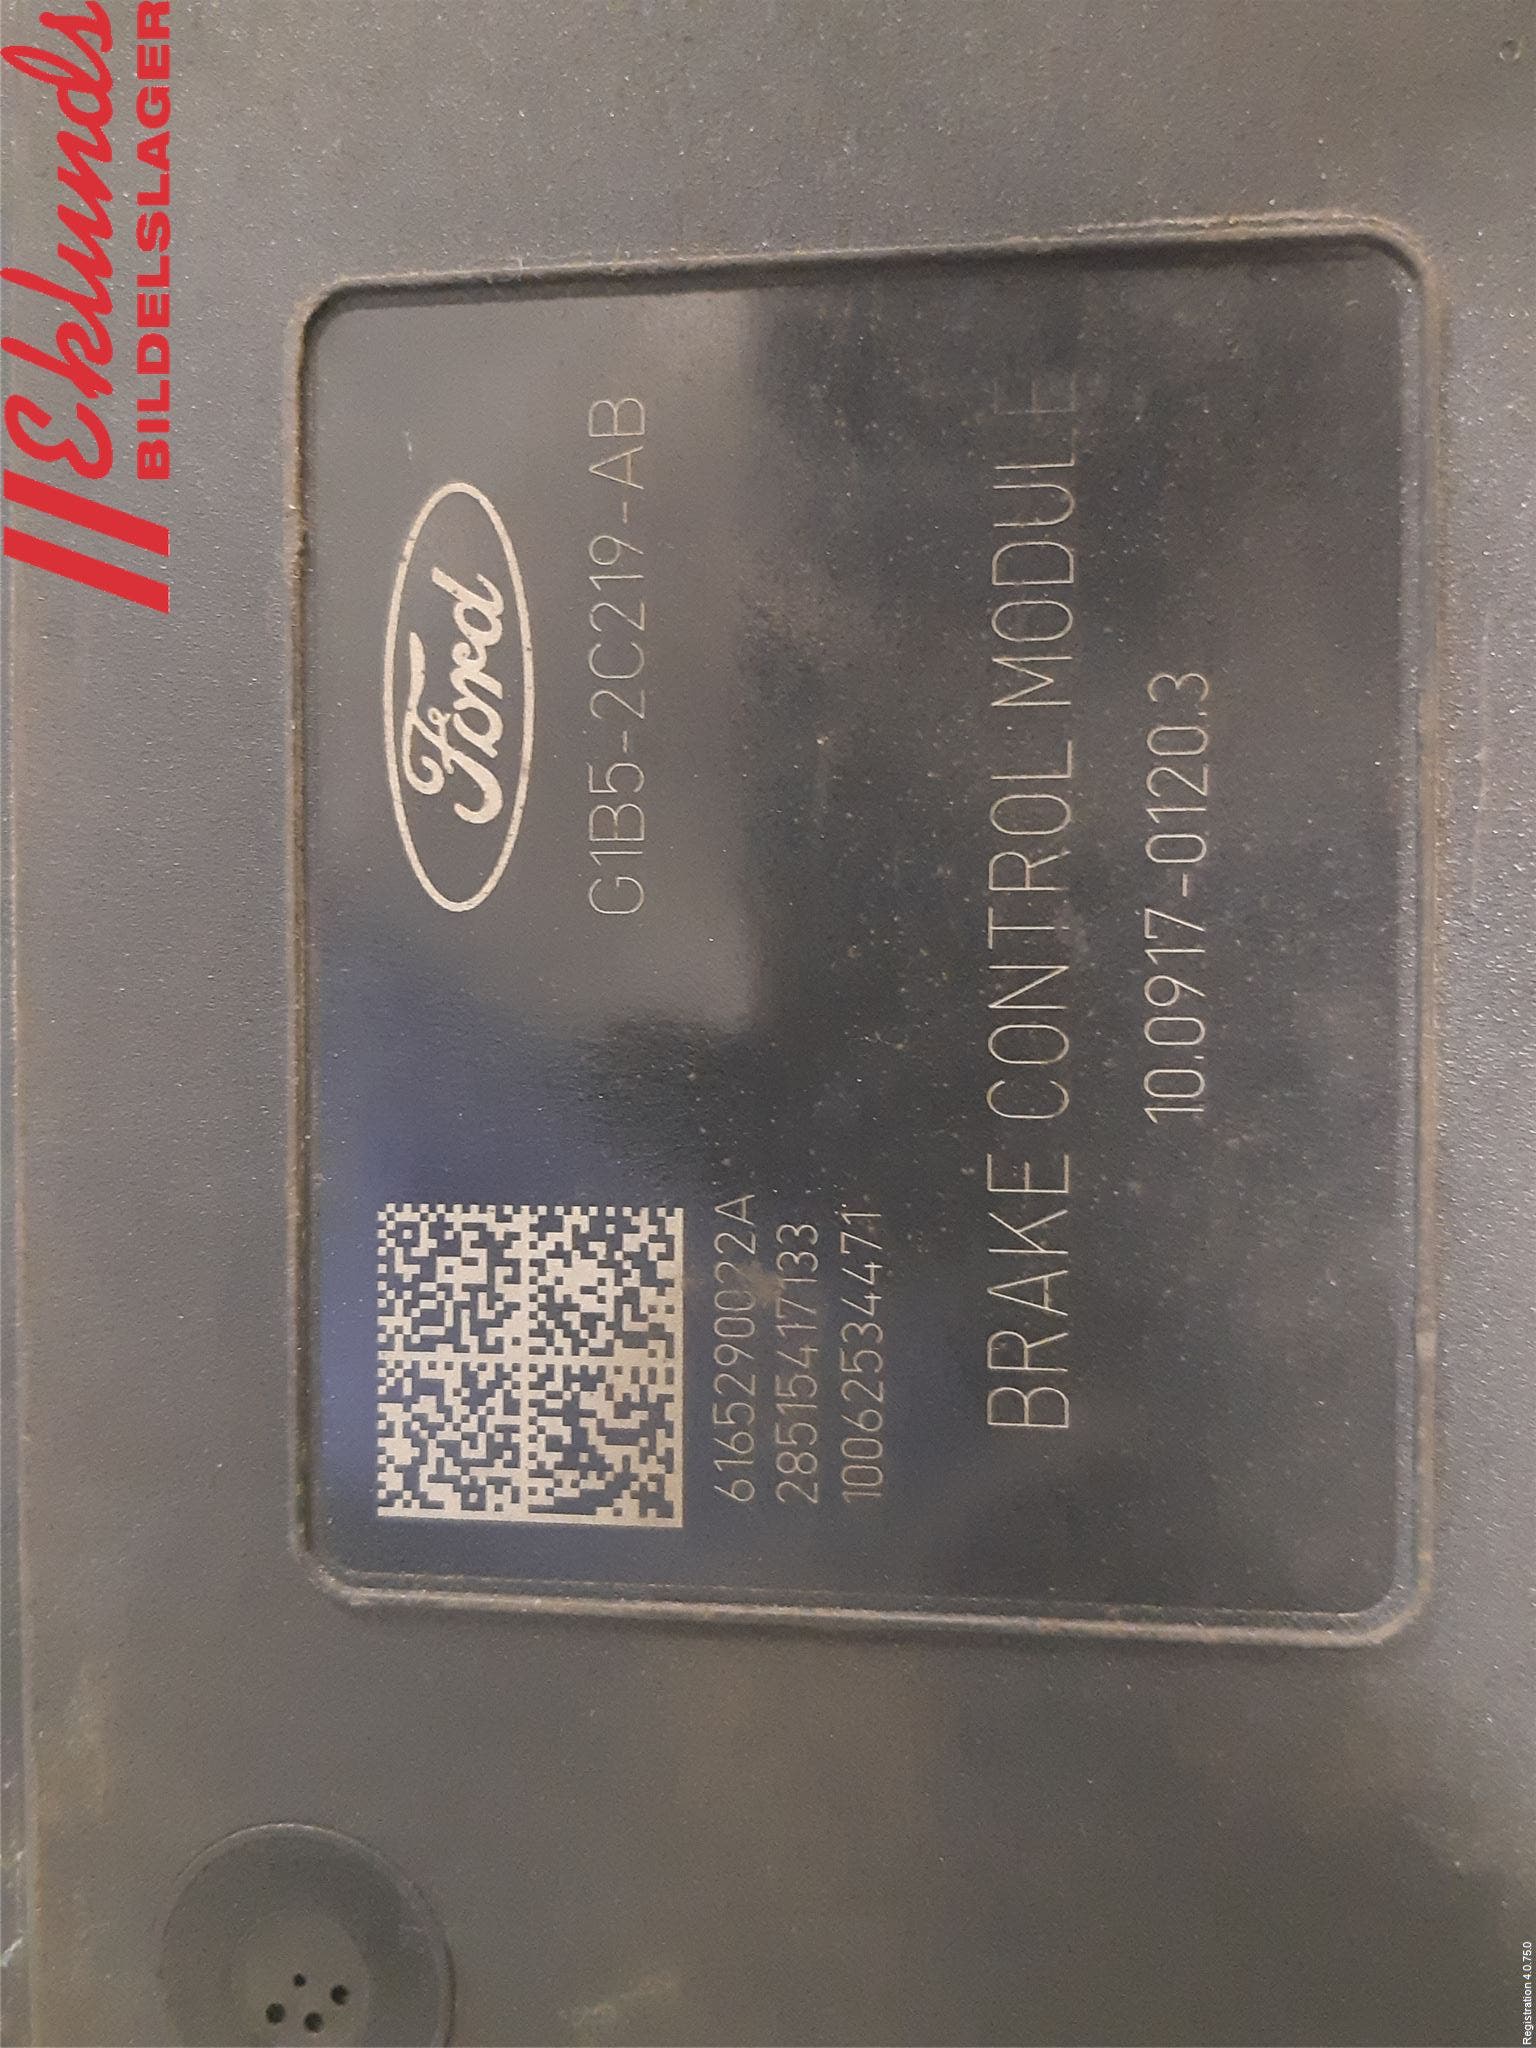 Eklunds
BILDELSLAGER
Ford
G1B5-2C219-AB
6165290022A
28515417133
10062534471
BRAKE CONTROL MODULE
10.0917-0120.3
Registration 4.0.75.0